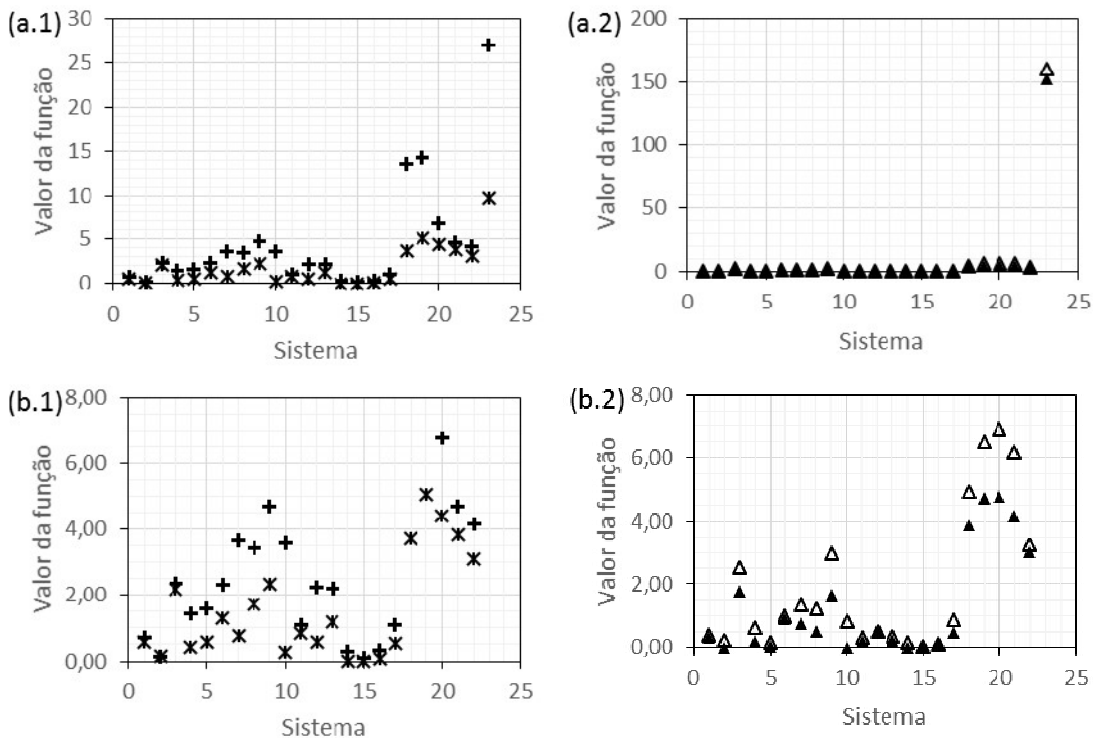 (a.1)
30
25
20
15
10
5
0
0 5 10 15 20 25
Valor da função
Sistema
(a.2)
200
150
100
50
0
0 5 10 15 20 25
Valor da função
Sistema
(b.1)
8,00
6,00
4,00
2,00
0,00
0 5 10 15 20 25
Valor da função
Sistema
(b.2)
8,00
6,00
4,00
2,00
0,00
0 5 10 15 20 25
Valor da função
Sistema